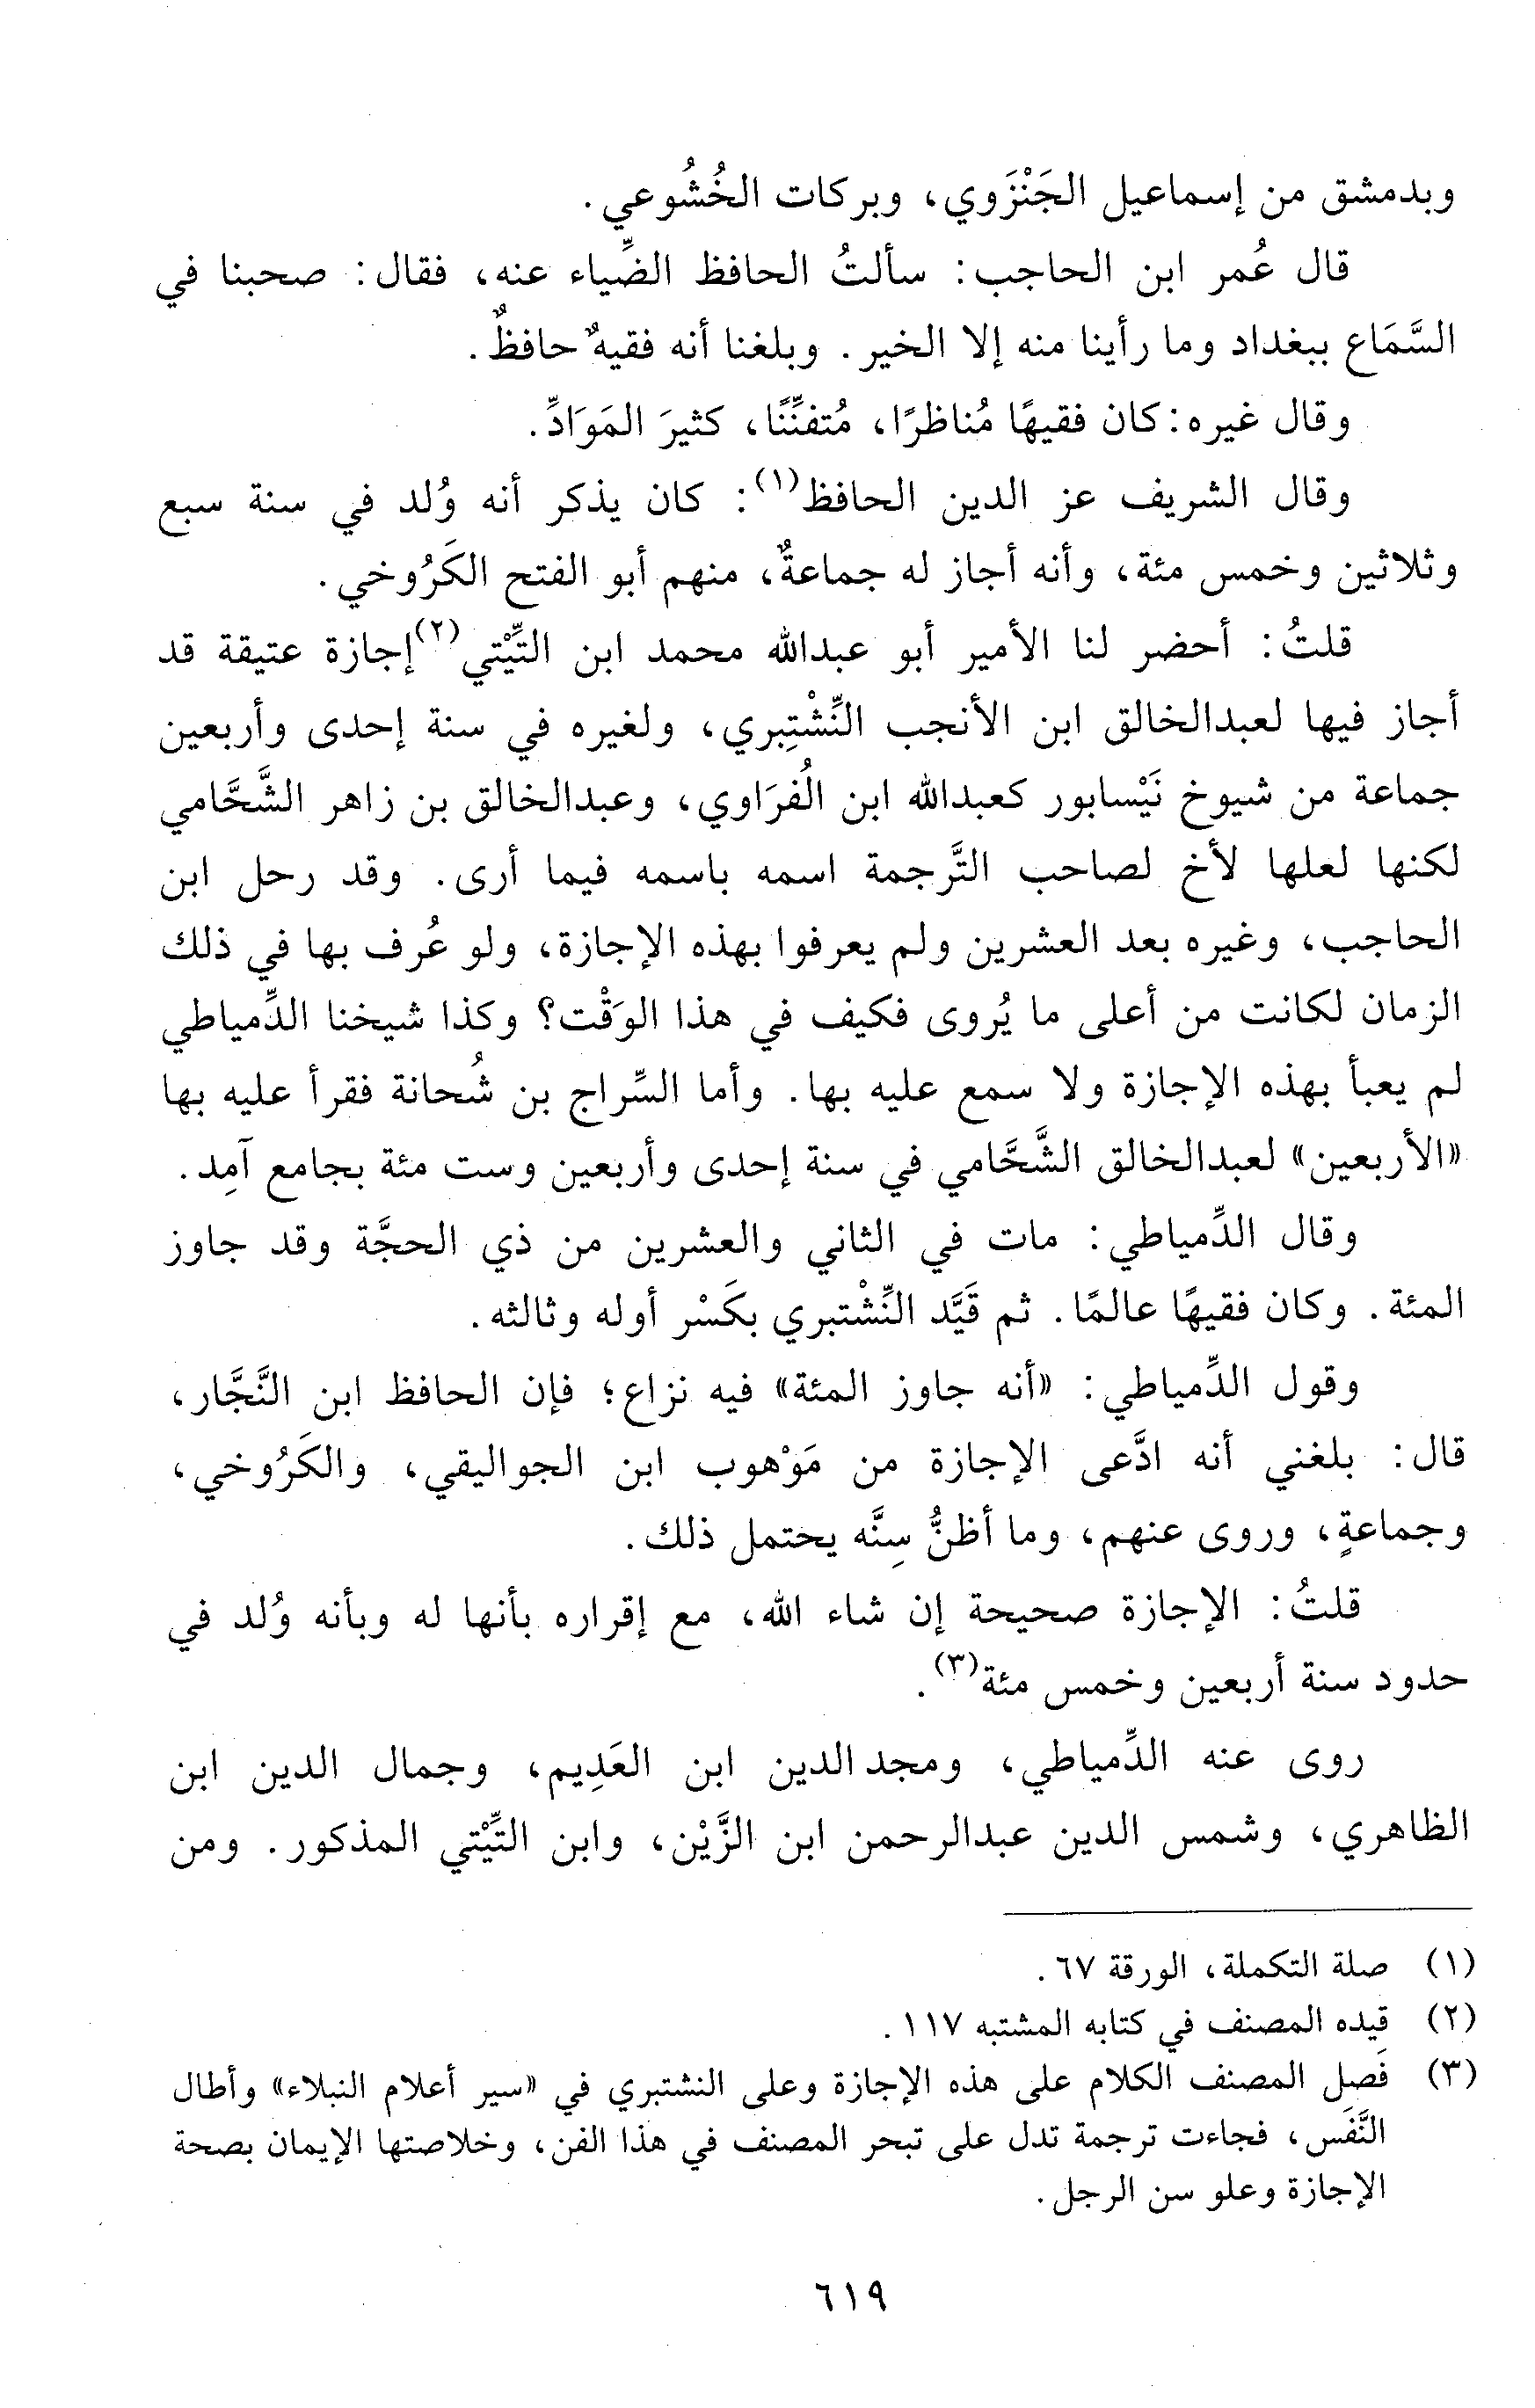 وبدمشق من إسماعيل الجَنْزَوي، وبركات الخُشُوعي.
قال عُمر ابن الحاجب: سألتُ الحافظ الضِّياء عنه، فقال: صحبنا في
السَّمَاع ببغداد وما رأينا منه إلا الخير. وبلغنا أنه فقيهٌ حافظٌ.
وقال غيره: كان فقيهًا مُناظرًا، مُتفنِّنًا، كثيرَ المَوَادِّ.
وقال الشريف عز الدين الحافظ(١): كان يذكر أنه وُلد في سنة سبع
وثلاثين وخمس مئة، وأنه أجاز له جماعةٌ، منهم أبو الفتح الكَرُوخي.
قلتُ: أحضر لنا الأمير أبو عبدالله محمد ابن التِّيْتي(٢) إجازة عتيقة قد
أجاز فيها لعبدالخالق ابن الأنجب النِّشْتِبري، ولغيره في سنة إحدى وأربعين
جماعة من شيوخ نَيْسابور كعبدالله ابن الُفرَاوي، وعبدالخالق بن زاهر الشَّحَّامي
لكنها لعلها لأخ لصاحب التَّرجمة اسمه باسمه فيما أرى. وقد رحل ابن
الحاجب، وغيره بعد العشرين ولم يعرفوا بهذه الإجازة، ولو عُرف بها في ذلك
الزمان لكانت من أعلى ما يُروى فكيف في هذا الوَقْت؟ وكذا شيخنا الدِّمياطي
لم يعبأ بهذه الإجازة ولا سمع عليه بها. وأما السِّراج بن شُحانة فقرأ عليه بها
«الأربعين» لعبدالخالق الشَّحَّامي في سنة إحدى وأربعين وست مئة بجامع آمِد.
وقال الدِّمياطي: مات في الثاني والعشرين من ذي الحجَّة وقد جاوز
المئة. وكان فقيهًا عالمًا. ثم قَيَّد النِّشْتبري بكَسْر أوله وثالثه.
وقول الدِّمياطي: «أنه جاوز المئة» فيه نزاع؛ فإن الحافظ ابن النَّجَّار،
قال: بلغني أنه ادَّعى الإجازة من مَوْهوب ابن الجواليقي، والكَرُوخي،
وجماعةٍ، وروى عنهم، وما أظنُّ سِنَّه يحتمل ذلك.
قلتُ: الإجازة صحيحة إن شاء الله، مع إقراره بأنها له وبأنه وُلد في
حدود سنة أربعين وخمس مئة(٣).
روى عنه الدِّمياطي، ومجد الدين ابن العَدِيم، وجمال الدين ابن
الظاهري، وشمس الدين عبدالرحمن ابن الزَّيْن، وابن التِّيْتي المذكور. ومن
(١) صلة التكملة، الورقة ٦٧.
(٢) قيده المصنف في كتابه المشتبه ١١٧.
(٣) فَصل المصنف الكلام على هذه الإجازة وعلى النشتبري في «سير أعلام النبلاء» وأطال
النَّفَس، فجاءت ترجمة تدل على تبحر المصنف في هذا الفن، وخلاصتها الإيمان بصحة
الإجازة وعلو سن الرجل.
٦١٩